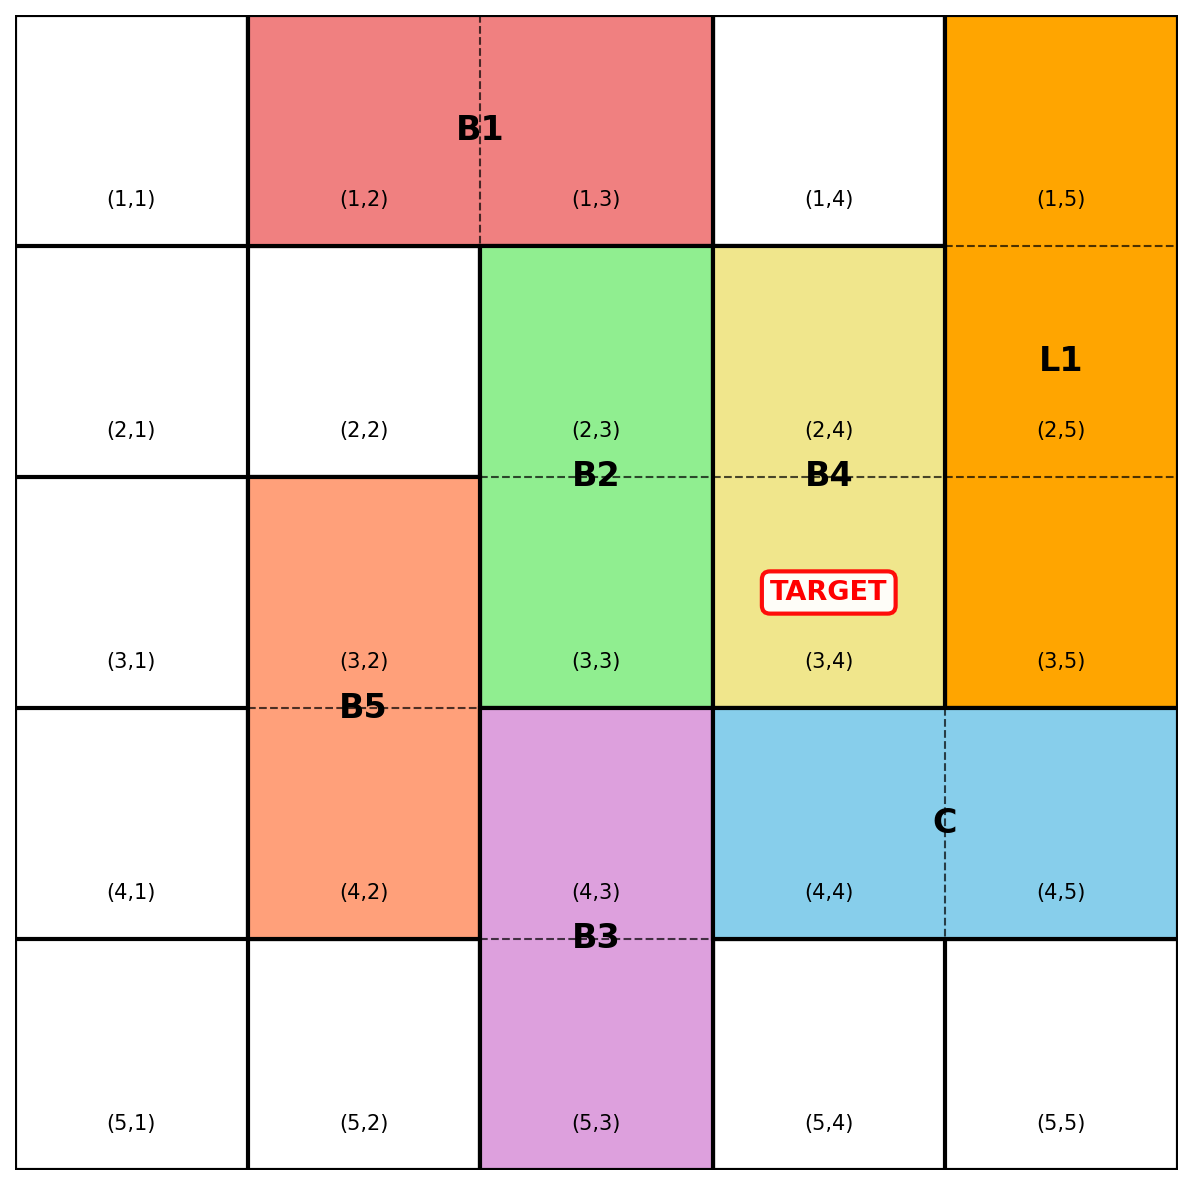 B1
(1,1) (1,2) (1,3) (1,4) (1,5)
L1
(2,1) (2,2) (2,3) (2,4) (2,5)
B2 B4
TARGET
(3,1) (3,2) (3,3) (3,4) (3,5)
B5
C
(4,1) (4,2) (4,3) (4,4) (4,5)
B3
(5,1) (5,2) (5,3) (5,4) (5,5)